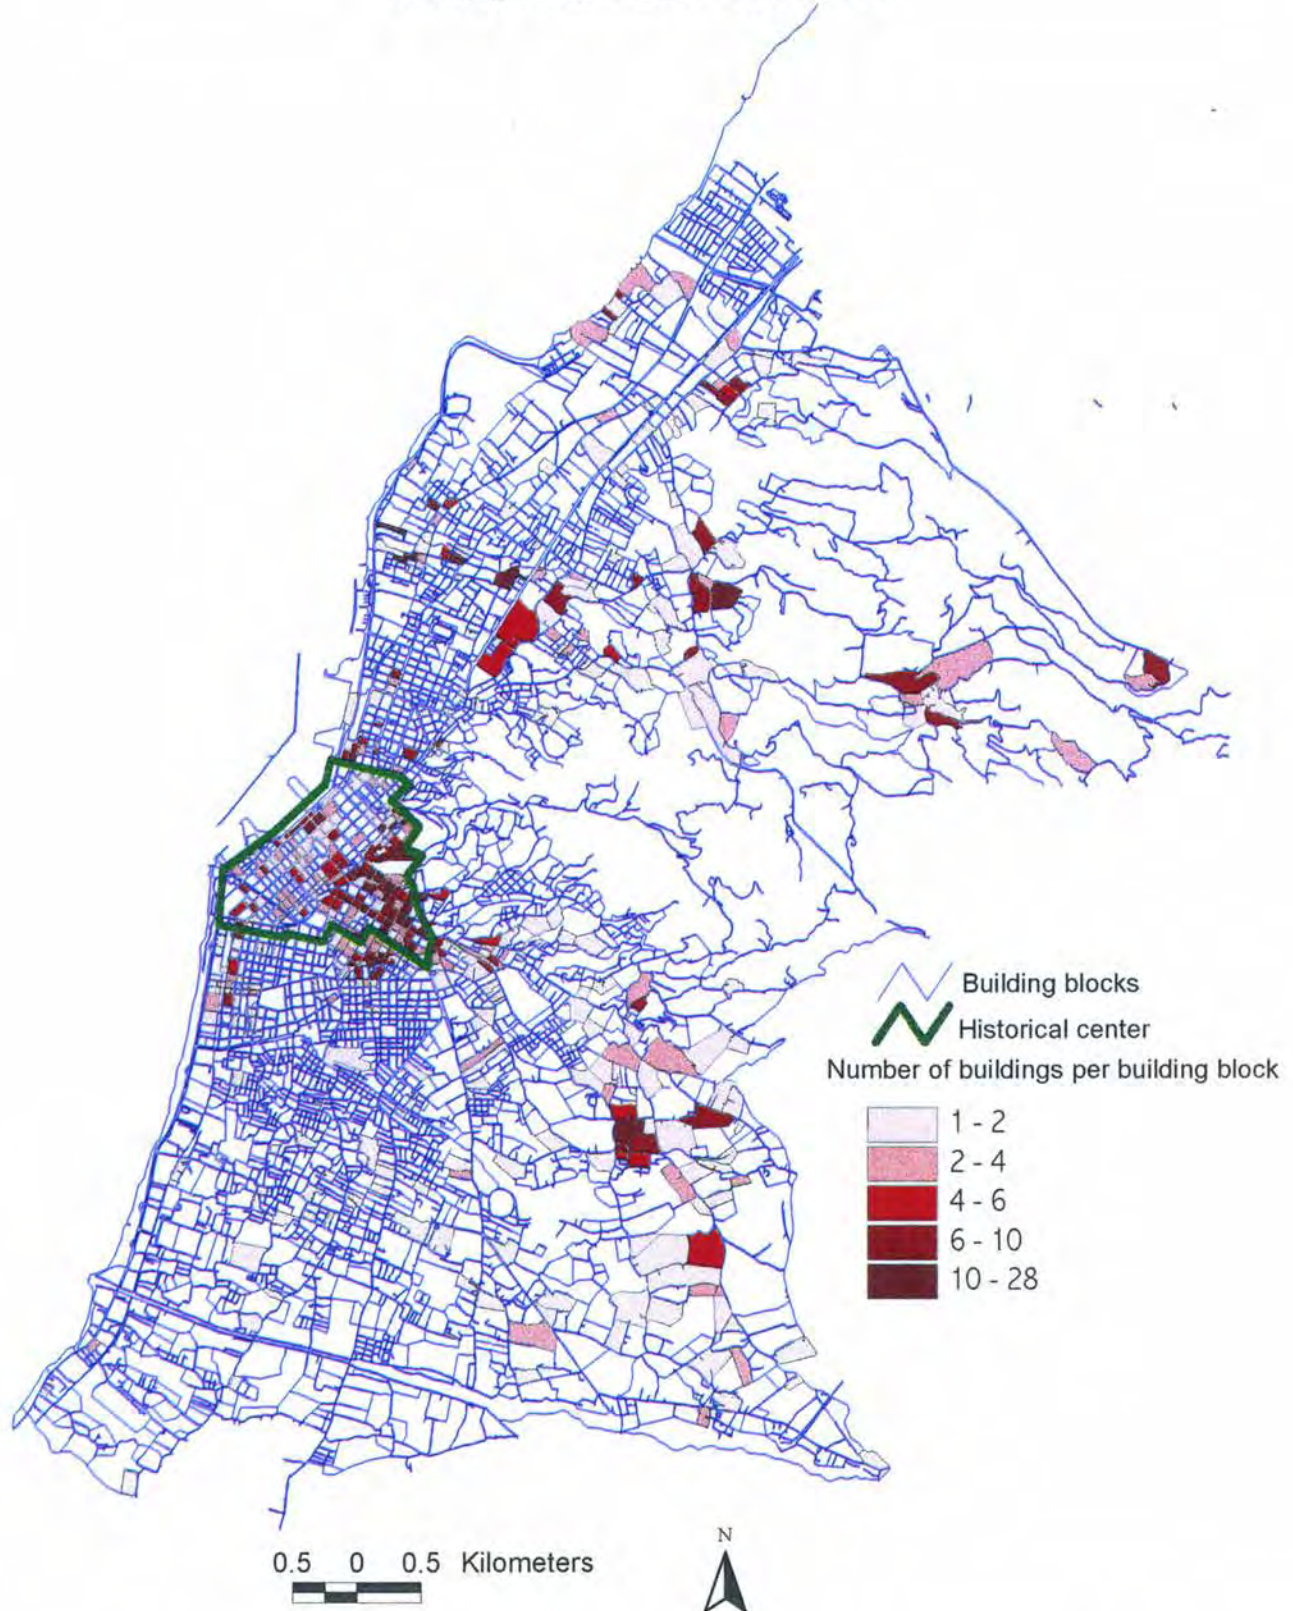 Building blocks
Historical center
Number of buildings per building block
1 - 2
2 - 4
4 - 6
6 - 10
10 - 28
0.5 0 0.5 Kilometers
N